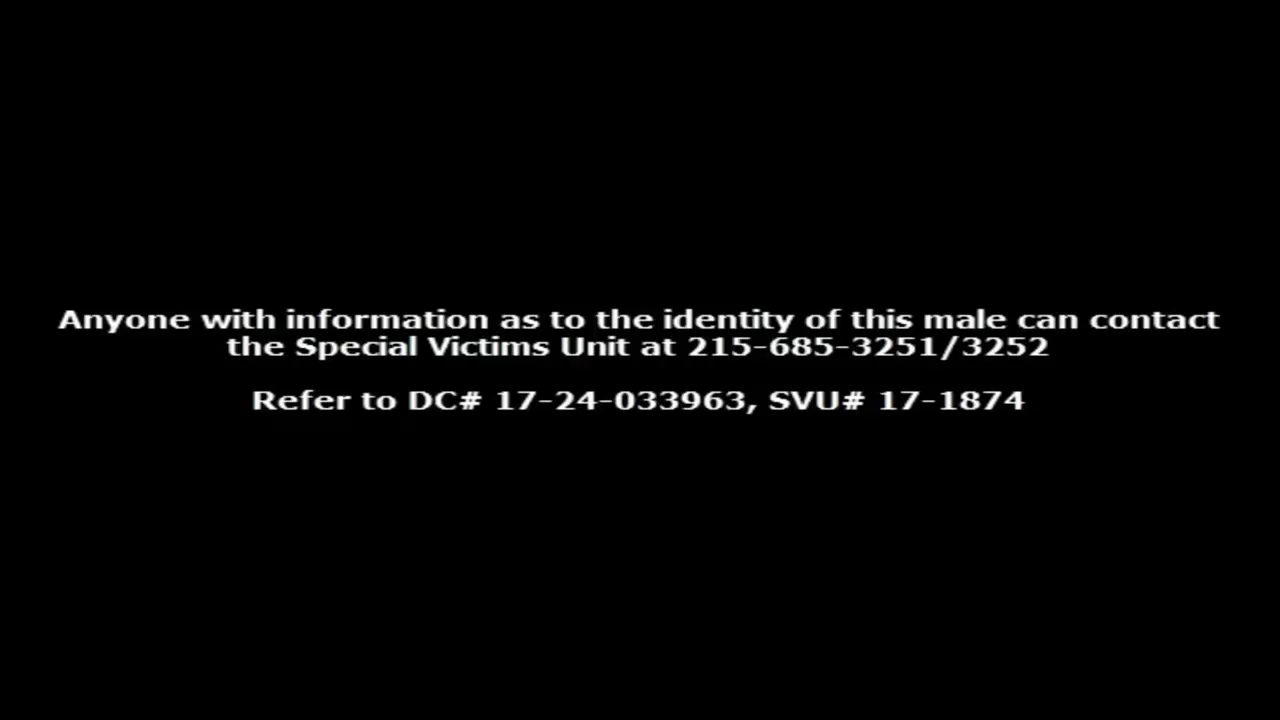 Anyone with information as to the identity of this male can contact
the Special Victims Unit at 215-685-3251/3252
Refer to DC# 17-24-033963, SVU# 17-1874